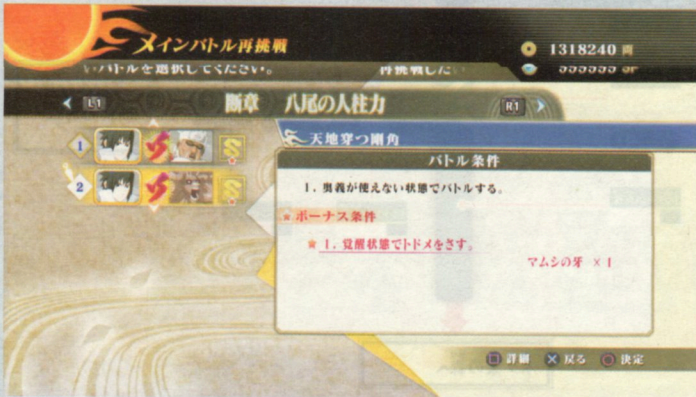 メインバトル再挑戦
1318240 両
いバトルを選択してください。
再挑戦した
L1
断章 八尾の人柱力
R1
天地穿つ剛角
1
VS
S
2
VS
S
バトル条件
1. 奥義が使えない状態でバトルする。
ボーナス条件
1. 覚醒状態でトドメをさす。
マムシの牙 ×1
詳細 戻る 決定